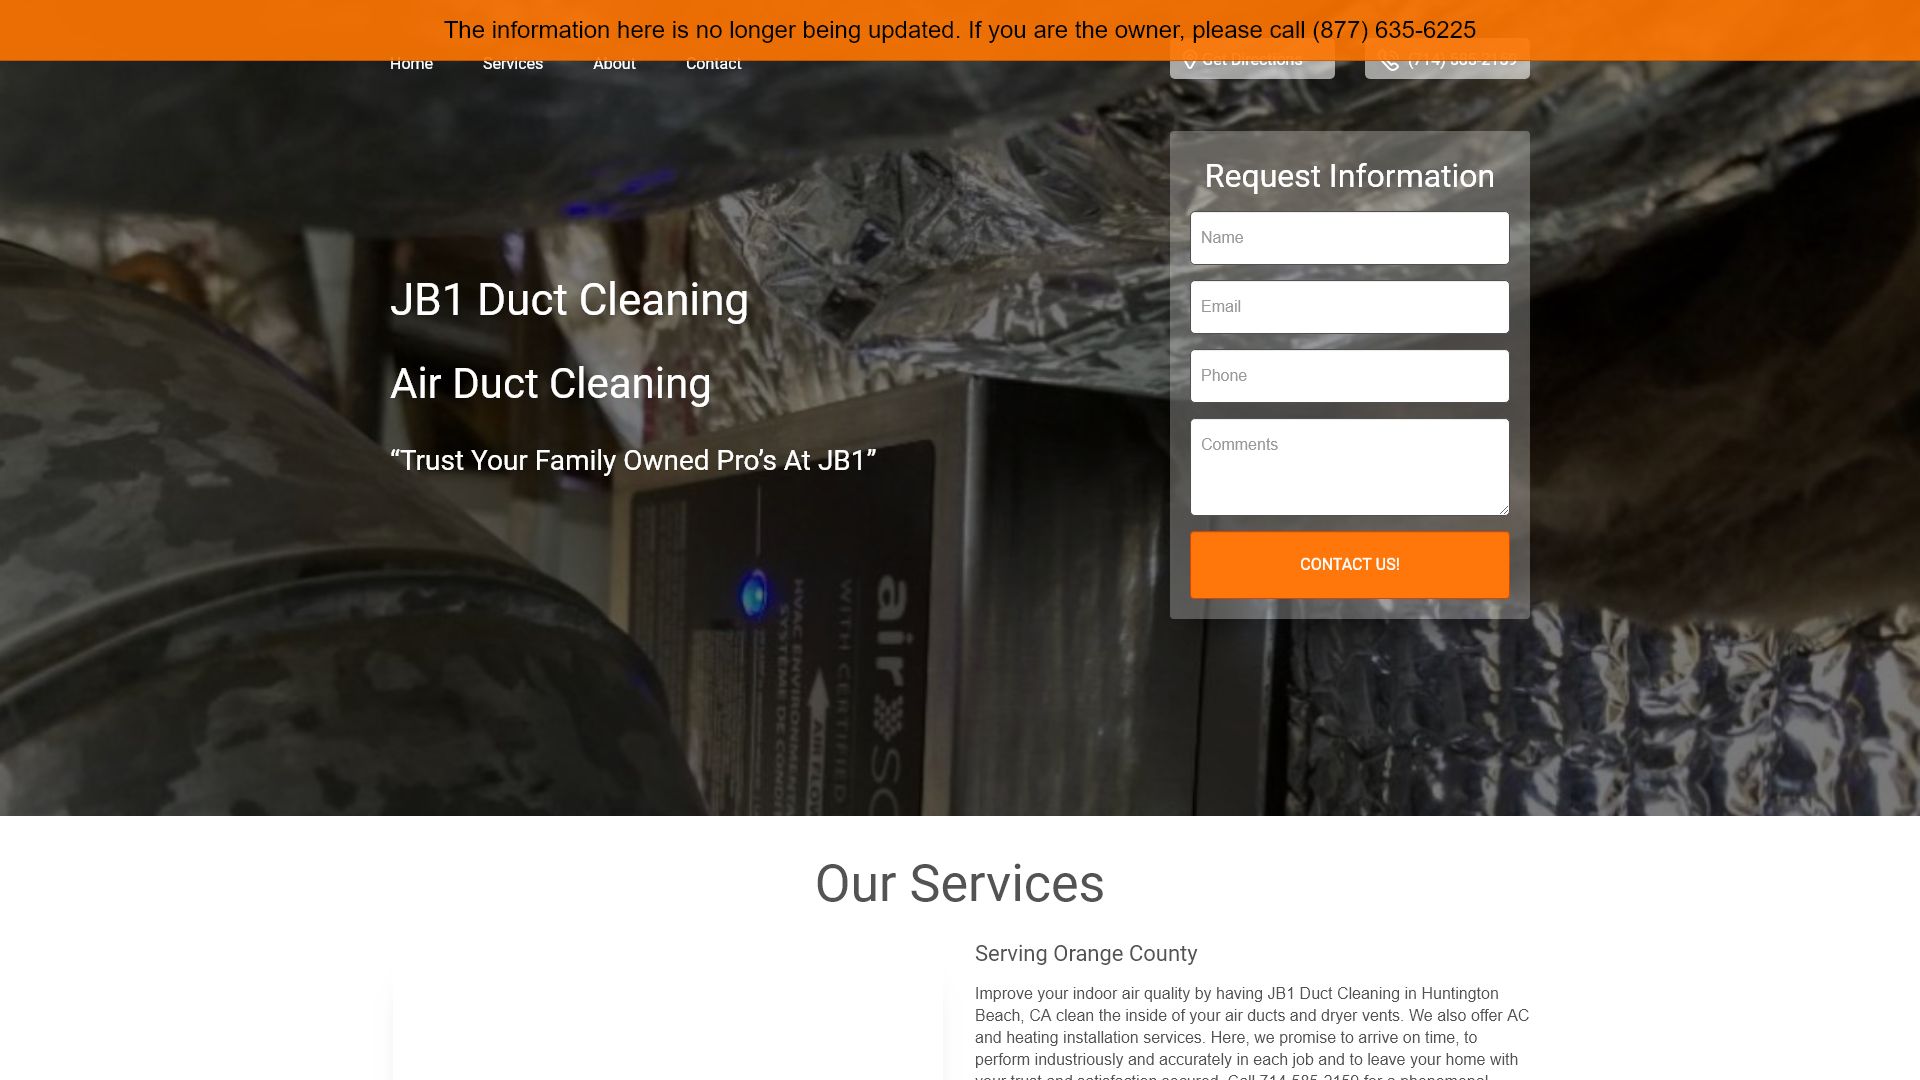 The information here is no longer being updated. If you are the owner, please call (877) 635-6225
Home Services About Contact
Get Directions
(714) 585-2159
Request Information
Name
Email
Phone
Comments
CONTACT US!
JB1 Duct Cleaning
Air Duct Cleaning
“Trust Your Family Owned Pro’s At JB1”
air
WITH CERTIFIED
AIRFLOW
Our Services
Serving Orange County
Improve your indoor air quality by having JB1 Duct Cleaning in Huntington
Beach, CA clean the inside of your air ducts and dryer vents. We also offer AC
and heating installation services. Here, we promise to arrive on time, to
perform industriously and accurately in each job and to leave your home with
your trust and satisfaction secured. Call 714-585-2159 for a phenomenal